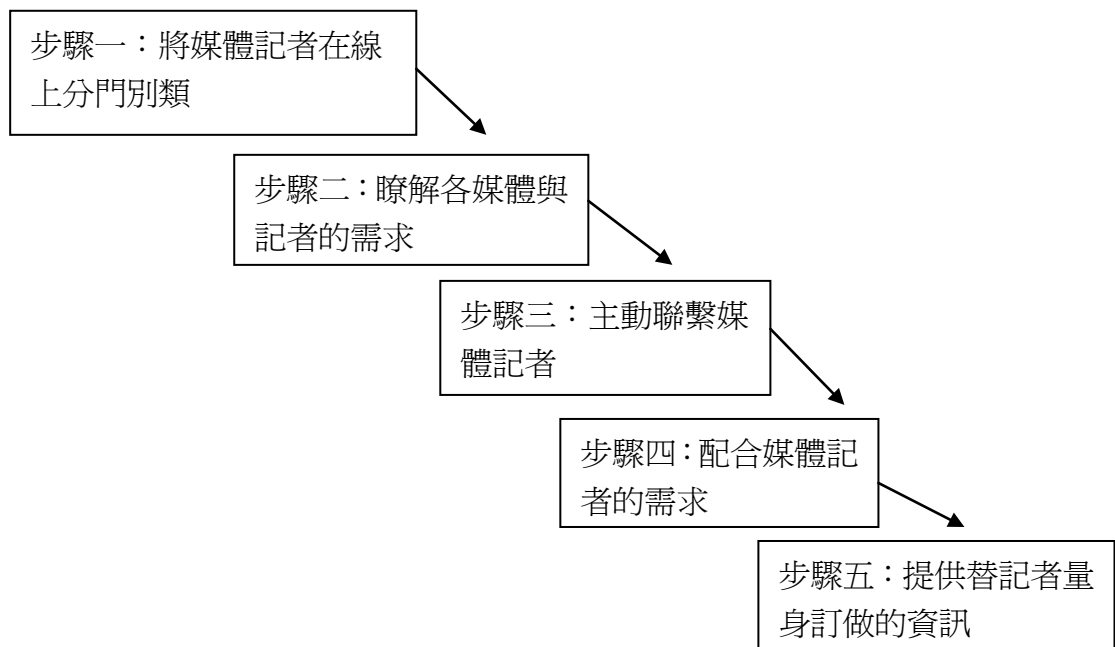 步驟一：將媒體記者在線
上分門別類
步驟二：瞭解各媒體與
記者的需求
步驟三：主動聯繫媒
體記者
步驟四：配合媒體記
者的需求
步驟五：提供替記者量
身訂做的資訊